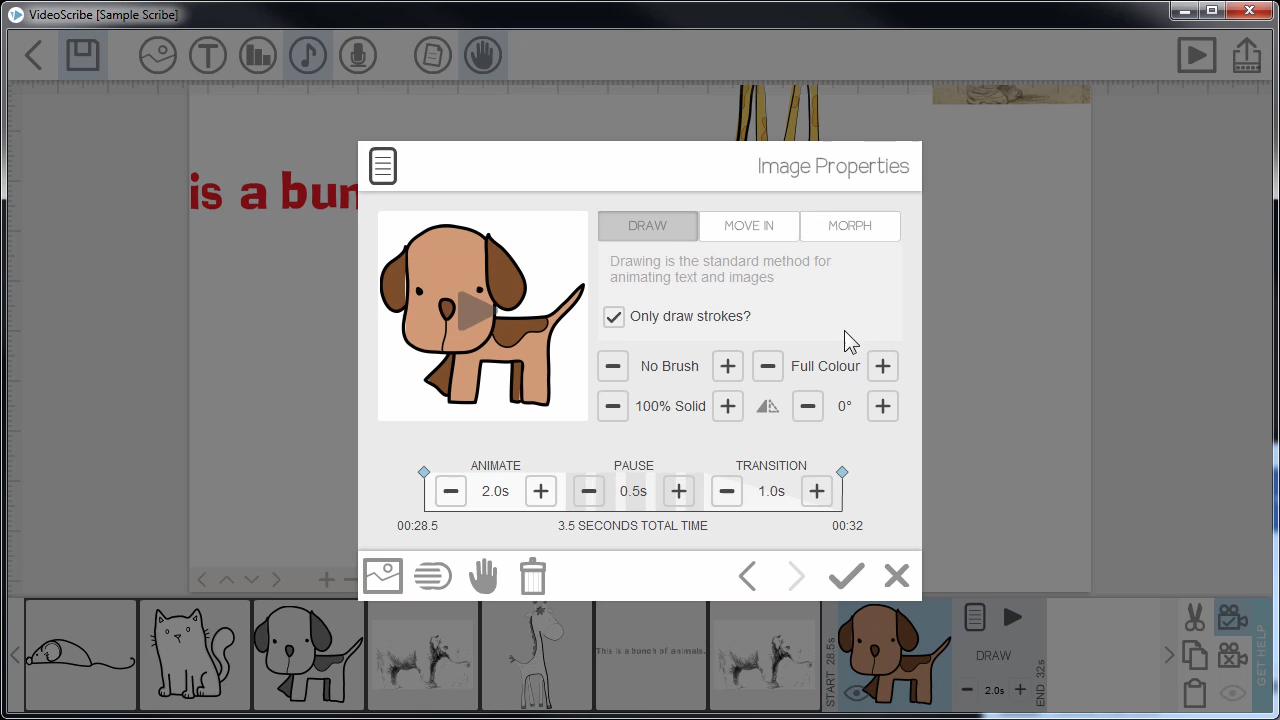 VideoScribe [Sample Scribe]
T
is a bun
Image Properties
DRAW MOVE IN MORPH
Drawing is the standard method for
animating text and images
Only draw strokes?
No Brush Full Colour
100% Solid 0°
ANIMATE PAUSE TRANSITION
2.0s 0.5s 1.0s
00:28.5 3.5 SECONDS TOTAL TIME 00:32
This is a bunch of animals.
START 28.5s
DRAW
2.0s
END 32s
GET HELP